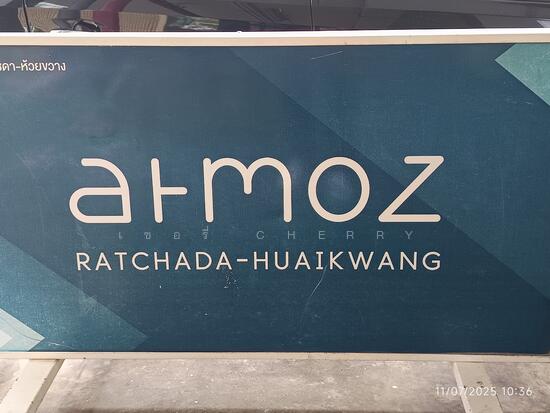 ชดา-ห้วยขวาง
atmoz
เชอรี่ CHERRY
RATCHADA-HUAIKWANG
11/07/2025 10:36